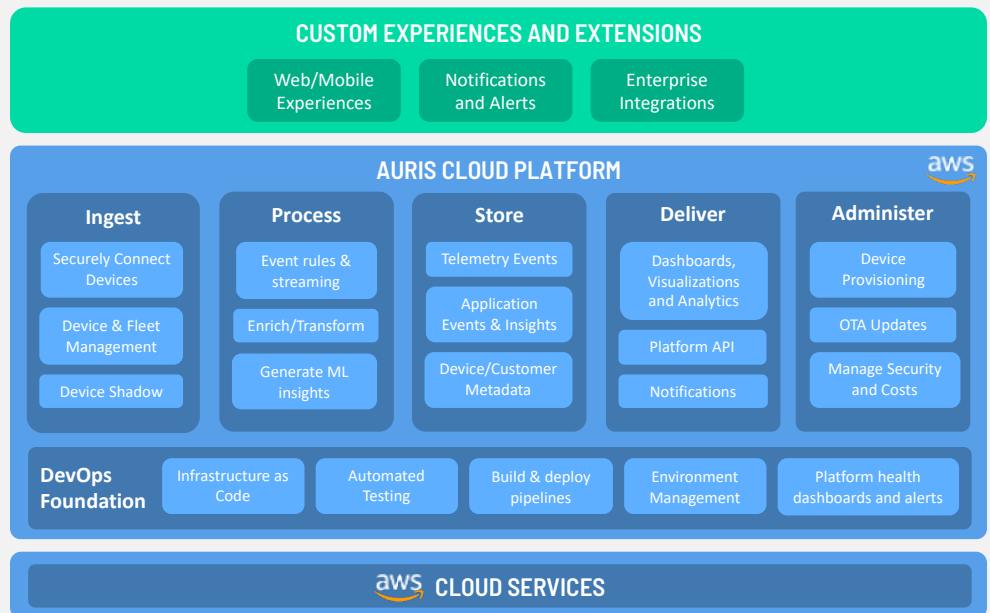 CUSTOM EXPERIENCES AND EXTENSIONS
Web/Mobile
Experiences
Notifications
and Alerts
Enterprise
Integrations
AURIS CLOUD PLATFORM
aws
Ingest
Securely Connect
Devices
Device & Fleet
Management
Device Shadow
Process
Event rules &
streaming
Enrich/Transform
Generate ML
insights
Store
Telemetry Events
Application
Events & Insights
Device/Customer
Metadata
Deliver
Dashboards,
Visualizations
and Analytics
Platform API
Notifications
Administer
Device
Provisioning
OTA Updates
Manage Security
and Costs
DevOps
Foundation
Infrastructure as
Code
Automated
Testing
Build & deploy
pipelines
Environment
Management
Platform health
dashboards and alerts
aws CLOUD SERVICES